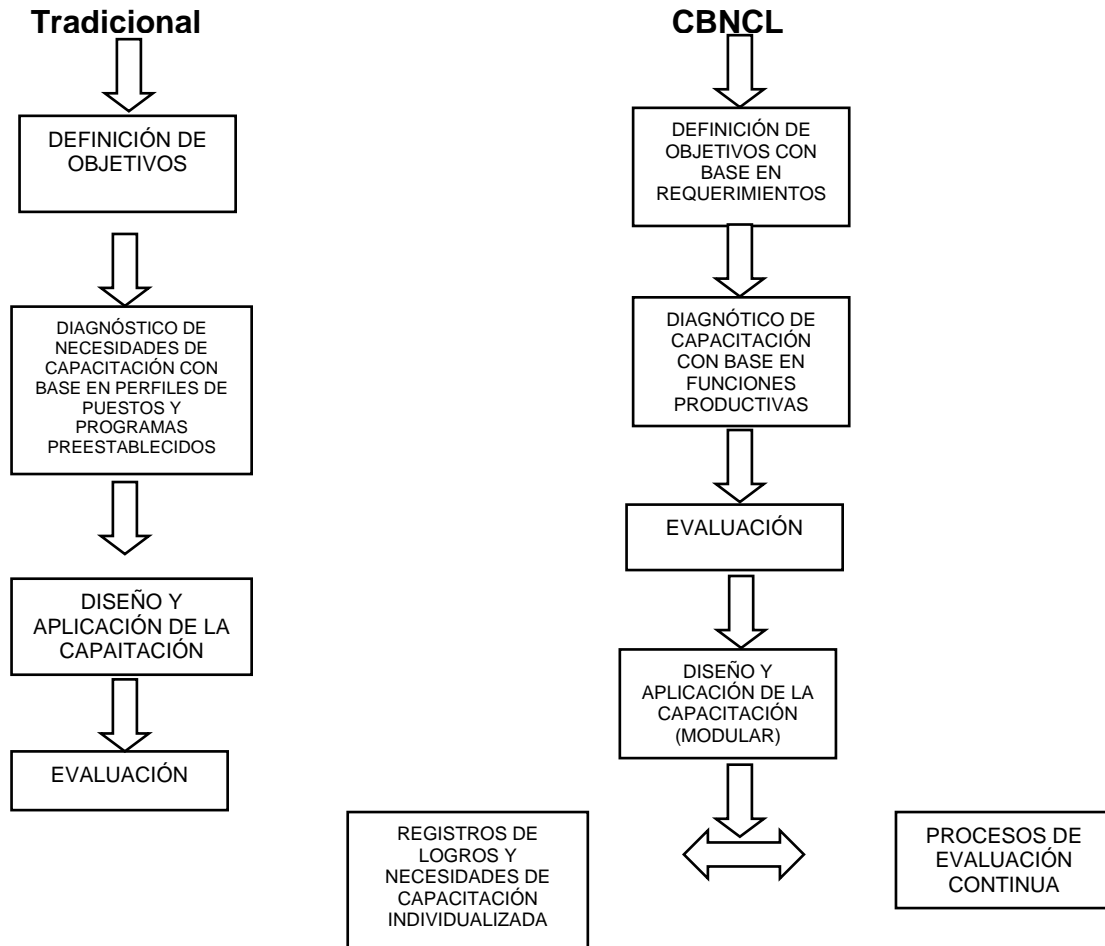 Tradicional
DEFINICIÓN DE
OBJETIVOS
DIAGNÓSTICO DE
NECESIDADES DE
CAPACITACIÓN CON
BASE EN PERFILES DE
PUESTOS Y
PROGRAMAS
PREESTABLECIDOS
DISEÑO Y
APLICACIÓN DE LA
CAPAITACIÓN
EVALUACIÓN
CBNCL
DEFINICIÓN DE
OBJETIVOS CON
BASE EN
REQUERIMIENTOS
DIAGNÓTICO DE
CAPACITACIÓN
CON BASE EN
FUNCIONES
PRODUCTIVAS
EVALUACIÓN
DISEÑO Y
APLICACIÓN DE LA
CAPACITACIÓN
(MODULAR)
REGISTROS DE
LOGROS Y
NECESIDADES DE
CAPACITACIÓN
INDIVIDUALIZADA
PROCESOS DE
EVALUACIÓN
CONTINUA